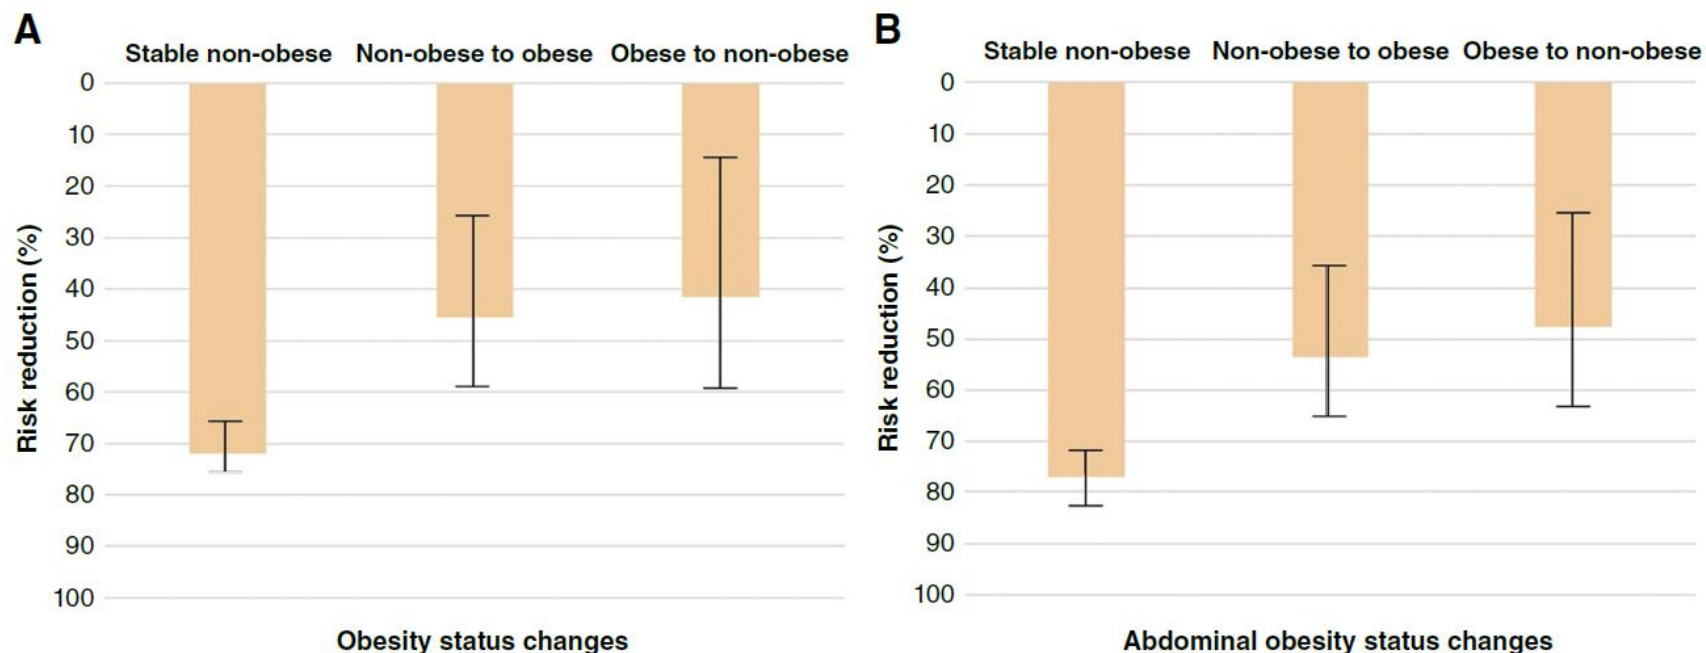 A
Stable non-obese Non-obese to obese Obese to non-obese
0
10
20
30
40
50
60
70
80
90
100
Risk reduction (%)
Obesity status changes
B
Stable non-obese Non-obese to obese Obese to non-obese
0
10
20
30
40
50
60
70
80
90
100
Risk reduction (%)
Abdominal obesity status changes